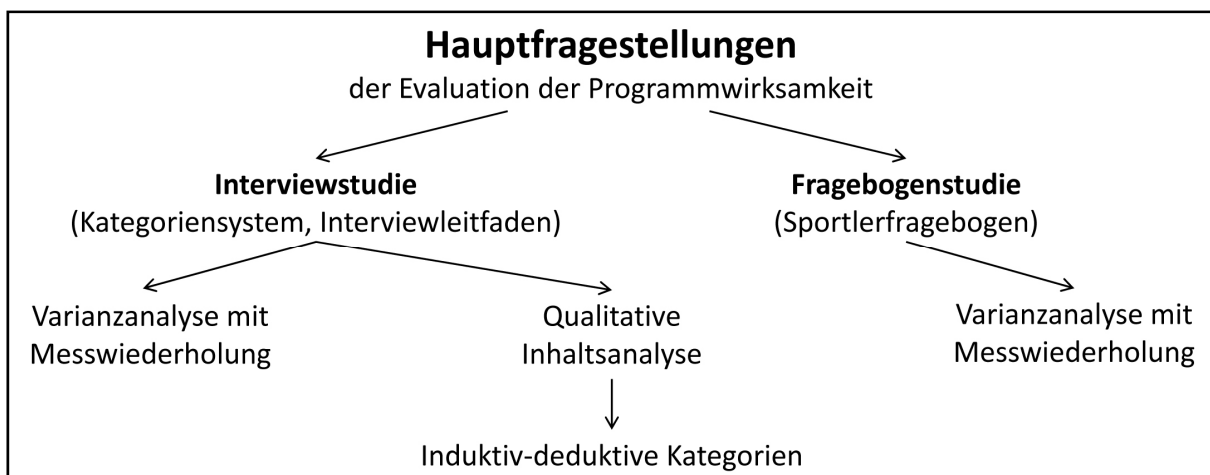 Hauptfragestellungen
der Evaluation der Programmwirksamkeit
Interviewstudie
(Kategoriensystem, Interviewleitfaden)
Fragebogenstudie
(Sportlerfragebogen)
Varianzanalyse mit
Messwiederholung
Qualitative
Inhaltsanalyse
Varianzanalyse mit
Messwiederholung
Induktiv-deduktive Kategorien